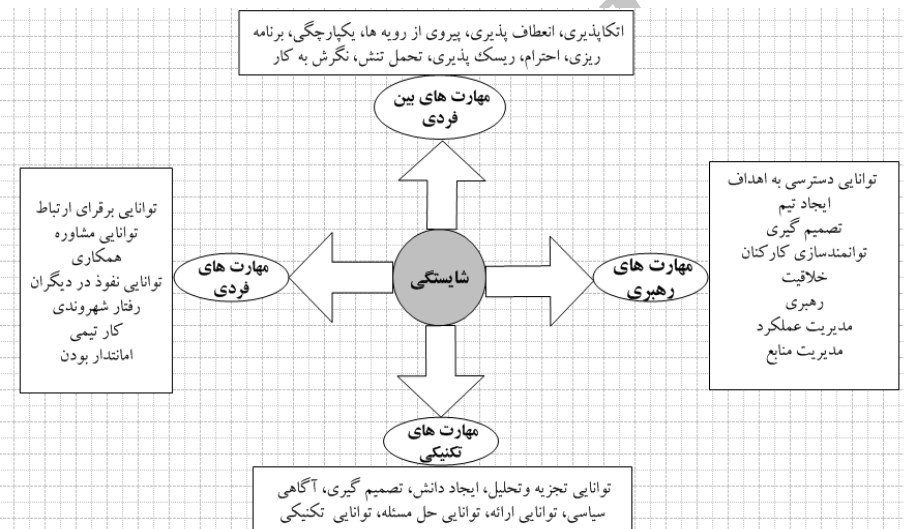 اتکاپذیری، انعطاف پذیری، پیروی از رویه ها، یکپارچگی، برنامه
ریزی، احترام، ریسک پذیری، تحمل تنش، نگرش به کار
مهارت های بین
فردی
توانایی دسترسی به اهداف
ایجاد تیم
تصمیم گیری
توانمندسازی کارکنان
خلاقیت
رهبری
مدیریت عملکرد
مدیریت منابع
مهارت های
رهبری
شایستگی
مهارت های
فردی
توانایی برقرای ارتباط
توانایی مشاوره
همکاری
توانایی نفوذ در دیگران
رفتار شهروندی
کار تیمی
امانتدار بودن
مهارت های
تکنیکی
توانایی تجزیه وتحلیل، ایجاد دانش، تصمیم گیری، آگاهی
سیاسی، توانایی ارائه، توانایی حل مسئله، توانایی تکنیکی